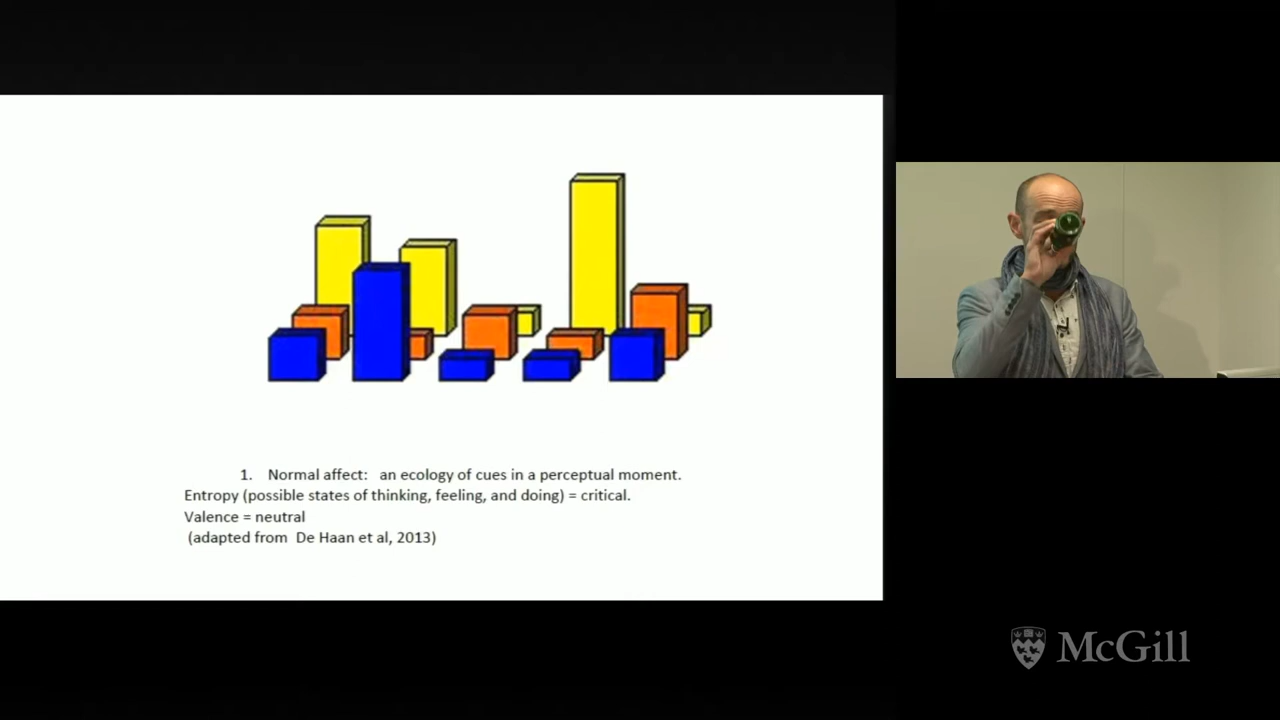 1. Normal affect: an ecology of cues in a perceptual moment.
Entropy (possible states of thinking, feeling, and doing) = critical.
Valence = neutral
(adapted from De Haan et al, 2013)
McGill